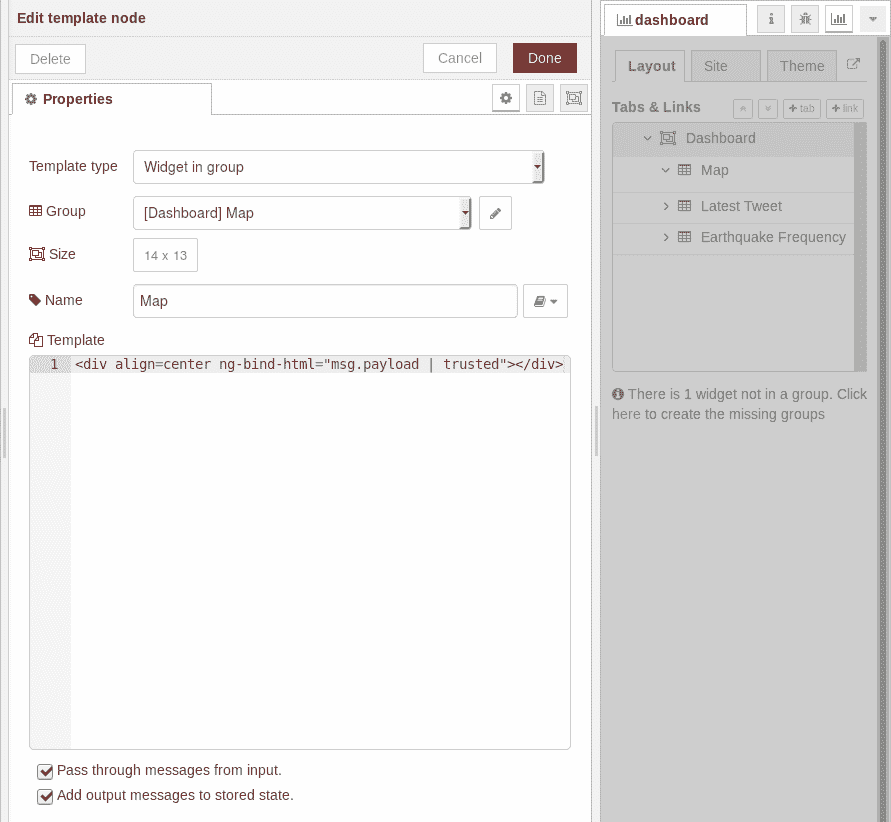 Edit template node
Delete
Cancel
Done
Properties
Template type
Widget in group
Group
[Dashboard] Map
Size
14 x 13
Name
Map
Template
1 <div align=center ng-bind-html="msg.payload | trusted"></div>
Pass through messages from input.
Add output messages to stored state.
dashboard
i
Layout
Site
Theme
Tabs & Links
+ tab
+ link
Dashboard
Map
Latest Tweet
Earthquake Frequency
There is 1 widget not in a group. Click
here to create the missing groups